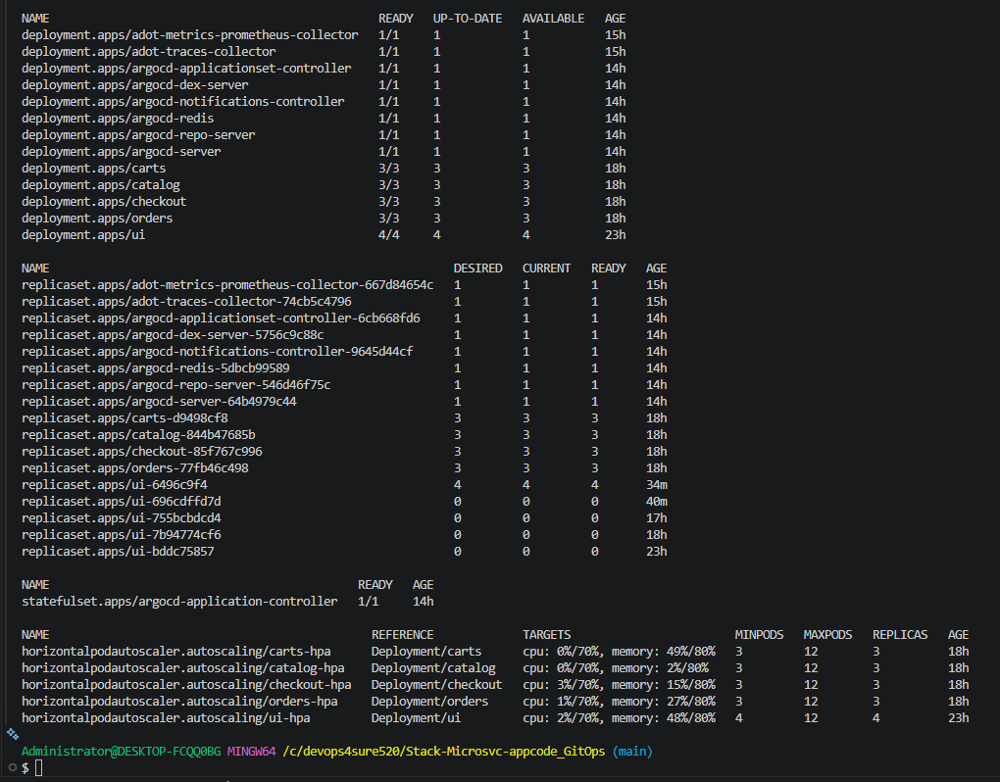 NAME READY UP-TO-DATE AVAILABLE AGE
deployment.apps/adot-metrics-prometheus-collector 1/1 1 1 15h
deployment.apps/adot-traces-collector 1/1 1 1 15h
deployment.apps/argocd-applicationset-controller 1/1 1 1 14h
deployment.apps/argocd-dex-server 1/1 1 1 14h
deployment.apps/argocd-notifications-controller 1/1 1 1 14h
deployment.apps/argocd-redis 1/1 1 1 14h
deployment.apps/argocd-repo-server 1/1 1 1 14h
deployment.apps/argocd-server 1/1 1 1 14h
deployment.apps/carts 3/3 3 3 18h
deployment.apps/catalog 3/3 3 3 18h
deployment.apps/checkout 3/3 3 3 18h
deployment.apps/orders 3/3 3 3 18h
deployment.apps/ui 4/4 4 4 23h
NAME DESIRED CURRENT READY AGE
replicaset.apps/adot-metrics-prometheus-collector-667d84654c 1 1 1 15h
replicaset.apps/adot-traces-collector-74cb5c4796 1 1 1 15h
replicaset.apps/argocd-applicationset-controller-6cb668fd6 1 1 1 14h
replicaset.apps/argocd-dex-server-5756c9c88c 1 1 1 14h
replicaset.apps/argocd-notifications-controller-9645d44cf 1 1 1 14h
replicaset.apps/argocd-redis-5dbcb99589 1 1 1 14h
replicaset.apps/argocd-repo-server-546d46f75c 1 1 1 14h
replicaset.apps/argocd-server-64b4979c44 1 1 1 14h
replicaset.apps/carts-d9498cf8 3 3 3 18h
replicaset.apps/catalog-844b47685b 3 3 3 18h
replicaset.apps/checkout-85f767c996 3 3 3 18h
replicaset.apps/orders-77fb46c498 3 3 3 18h
replicaset.apps/ui-6496c9f4 4 4 4 34m
replicaset.apps/ui-696cdffd7d 0 0 0 40m
replicaset.apps/ui-755bcbdcd4 0 0 0 17h
replicaset.apps/ui-7b94774cf6 0 0 0 18h
replicaset.apps/ui-bddc75857 0 0 0 23h
NAME READY AGE
statefulset.apps/argocd-application-controller 1/1 14h
NAME REFERENCE TARGETS MINPODS MAXPODS REPLICAS AGE
horizontalpodautoscaler.autoscaling/carts-hpa Deployment/carts cpu: 0%/70%, memory: 49%/80% 3 12 3 18h
horizontalpodautoscaler.autoscaling/catalog-hpa Deployment/catalog cpu: 0%/70%, memory: 2%/80% 3 12 3 18h
horizontalpodautoscaler.autoscaling/checkout-hpa Deployment/checkout cpu: 3%/70%, memory: 15%/80% 3 12 3 18h
horizontalpodautoscaler.autoscaling/orders-hpa Deployment/orders cpu: 1%/70%, memory: 27%/80% 3 12 3 18h
horizontalpodautoscaler.autoscaling/ui-hpa Deployment/ui cpu: 2%/70%, memory: 48%/80% 4 12 4 23h
Administrator@DESKTOP-FCQQ0BG MINGW64 /c/devops4sure520/Stack-Microsvc-appcode_GitOps (main)
$